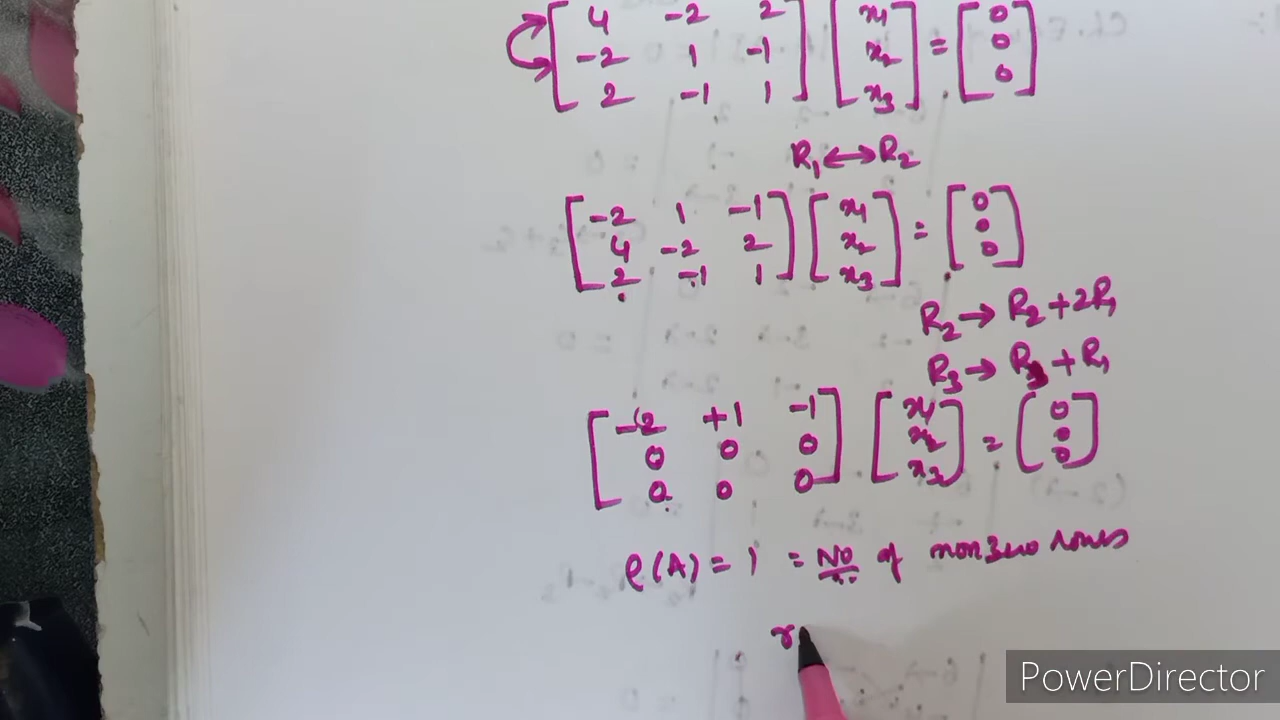 [ 4 -2 2 ] [ x1 ] = [ 0 ]
[ -2 1 -1 ] [ x2 ] = [ 0 ]
[ 2 -1 1 ] [ x3 ] = [ 0 ]
R1 ↔ R2
[ -2 1 -1 ] [ x1 ] = [ 0 ]
[ 4 -2 2 ] [ x2 ] = [ 0 ]
[ 2 -1 1 ] [ x3 ] = [ 0 ]
R2 → R2 + 2R1
R3 → R3 + R1
[ -2 +1 -1 ] [ x1 ] = [ 0 ]
[ 0 0 0 ] [ x2 ] = [ 0 ]
[ 0 0 0 ] [ x3 ] = [ 0 ]
ρ(A) = 1 = No of non zero rows
r
PowerDirector